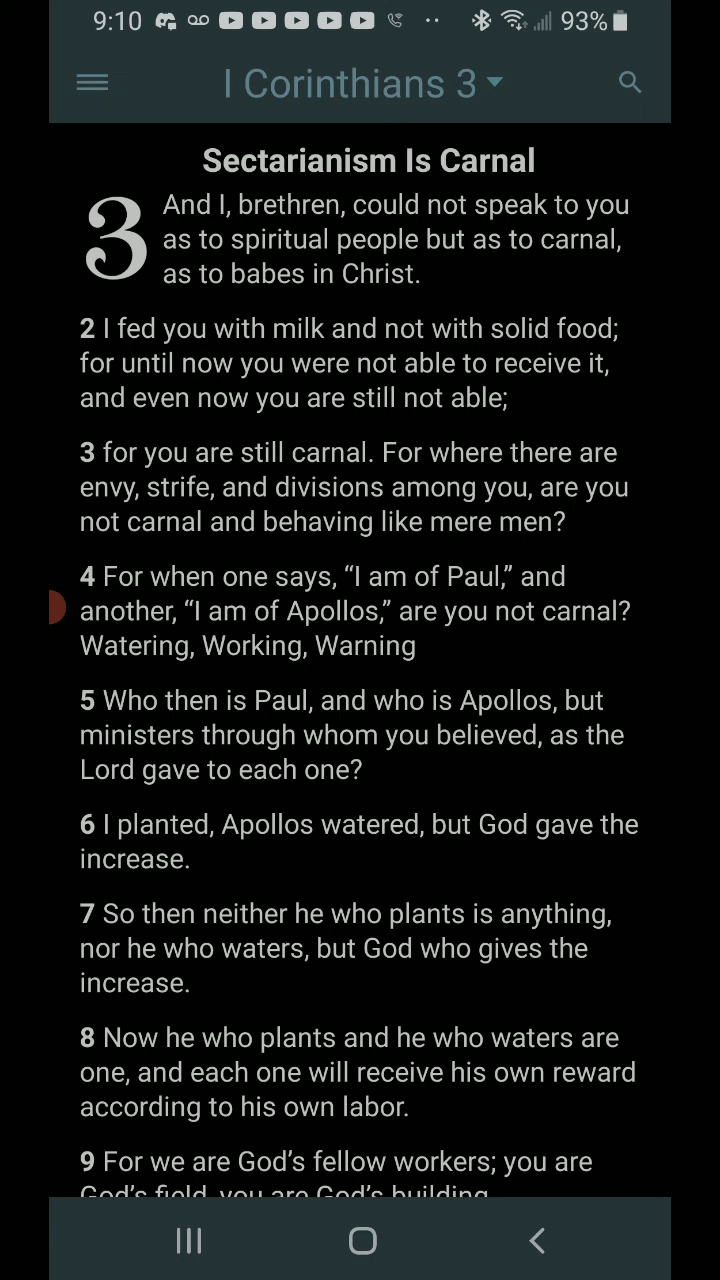 9:10 93%
I Corinthians 3
Sectarianism Is Carnal
3 And I, brethren, could not speak to you
as to spiritual people but as to carnal,
as to babes in Christ.
2 I fed you with milk and not with solid food;
for until now you were not able to receive it,
and even now you are still not able;
3 for you are still carnal. For where there are
envy, strife, and divisions among you, are you
not carnal and behaving like mere men?
4 For when one says, “I am of Paul,” and
another, “I am of Apollos,” are you not carnal?
Watering, Working, Warning
5 Who then is Paul, and who is Apollos, but
ministers through whom you believed, as the
Lord gave to each one?
6 I planted, Apollos watered, but God gave the
increase.
7 So then neither he who plants is anything,
nor he who waters, but God who gives the
increase.
8 Now he who plants and he who waters are
one, and each one will receive his own reward
according to his own labor.
9 For we are God’s fellow workers; you are
God’s field, you are God’s building